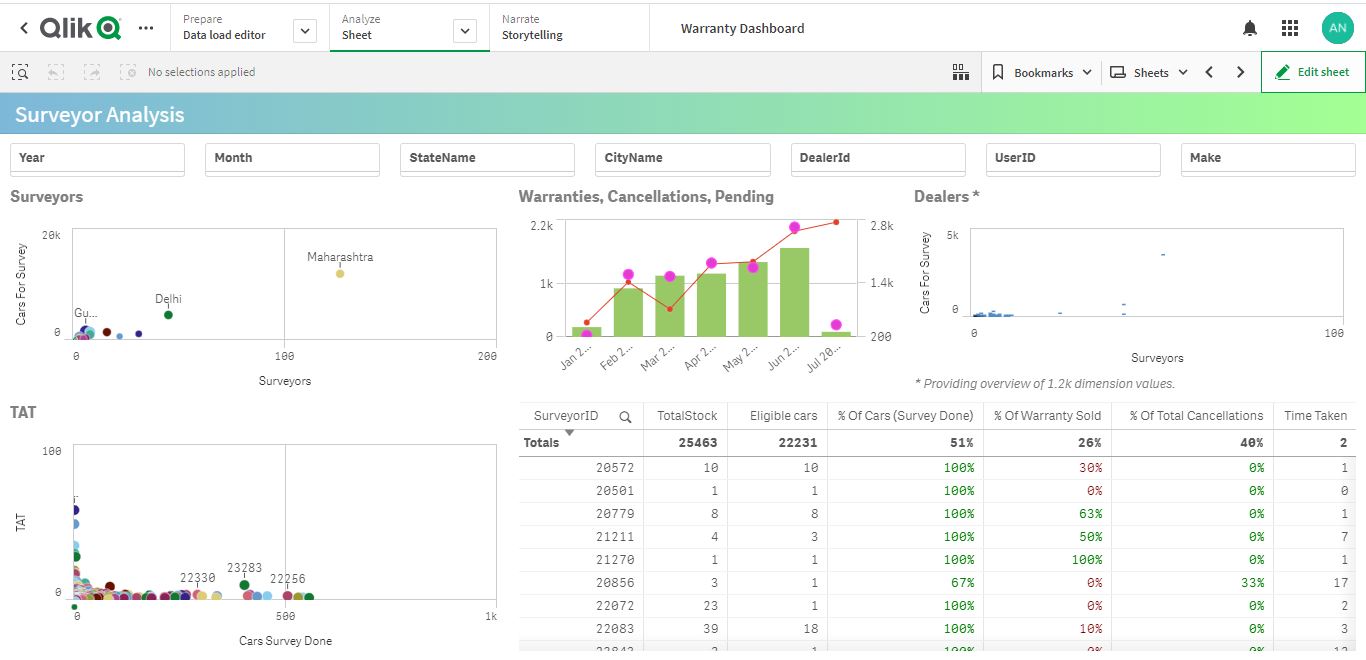 Qlik
Prepare
Data load editor
Analyze
Sheet
Narrate
Storytelling
Warranty Dashboard
AN
No selections applied
Bookmarks
Sheets
Edit sheet
Surveyor Analysis
Year
Month
StateName
CityName
DealerId
UserID
Make
Surveyors
20k
Cars For Survey
0
Maharashtra
Delhi
Gu...
0
100
200
Surveyors
Warranties, Cancellations, Pending
2.2k
1k
0
2.8k
1.4k
200
Jan 2...
Feb 2...
Mar 2...
Apr 2...
May 2...
Jun 2...
Jul 20...
Dealers *
5k
Cars For Survey
0
0
100
Surveyors
* Providing overview of 1.2k dimension values.
TAT
100
TAT
0
22330
23283
22256
0
500
1k
Cars Survey Done
SurveyorID TotalStock Eligible cars % Of Cars (Survey Done) % Of Warranty Sold % Of Total Cancellations Time Taken
Totals 25463 22231 51% 26% 40% 2
20572 10 10 100% 30% 0% 1
20501 1 1 100% 0% 0% 0
20779 8 8 100% 63% 0% 1
21211 4 3 100% 50% 0% 7
21270 1 1 100% 100% 0% 1
20856 3 1 67% 0% 33% 17
22072 23 1 100% 0% 0% 2
22083 39 18 100% 10% 0% 3